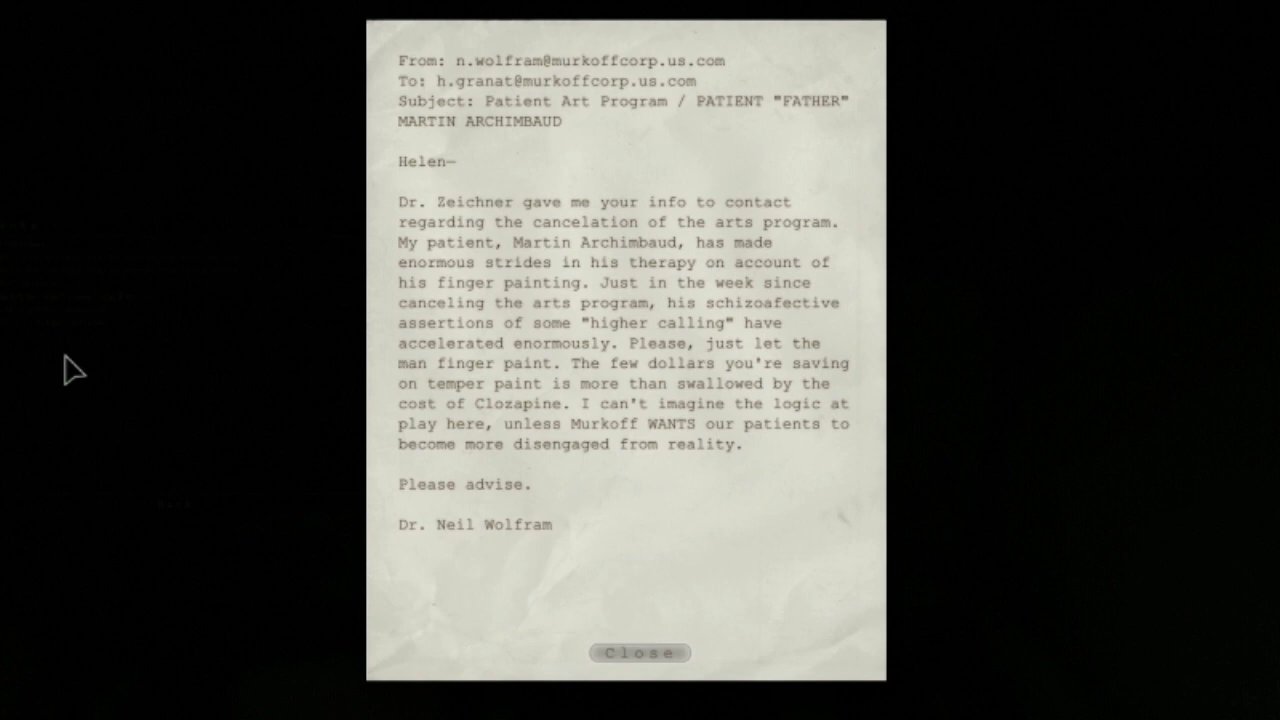 From: n.wolfram@murkoffcorp.us.com
To: h.granat@murkoffcorp.us.com
Subject: Patient Art Program / PATIENT "FATHER"
MARTIN ARCHIMBAUD
Helen—
Dr. Zeichner gave me your info to contact
regarding the cancelation of the arts program.
My patient, Martin Archimbaud, has made
enormous strides in his therapy on account of
his finger painting. Just in the week since
canceling the arts program, his schizoafective
assertions of some "higher calling" have
accelerated enormously. Please, just let the
man finger paint. The few dollars you're saving
on temper paint is more than swallowed by the
cost of Clozapine. I can't imagine the logic at
play here, unless Murkoff WANTS our patients to
become more disengaged from reality.
Please advise.
Dr. Neil Wolfram
Close